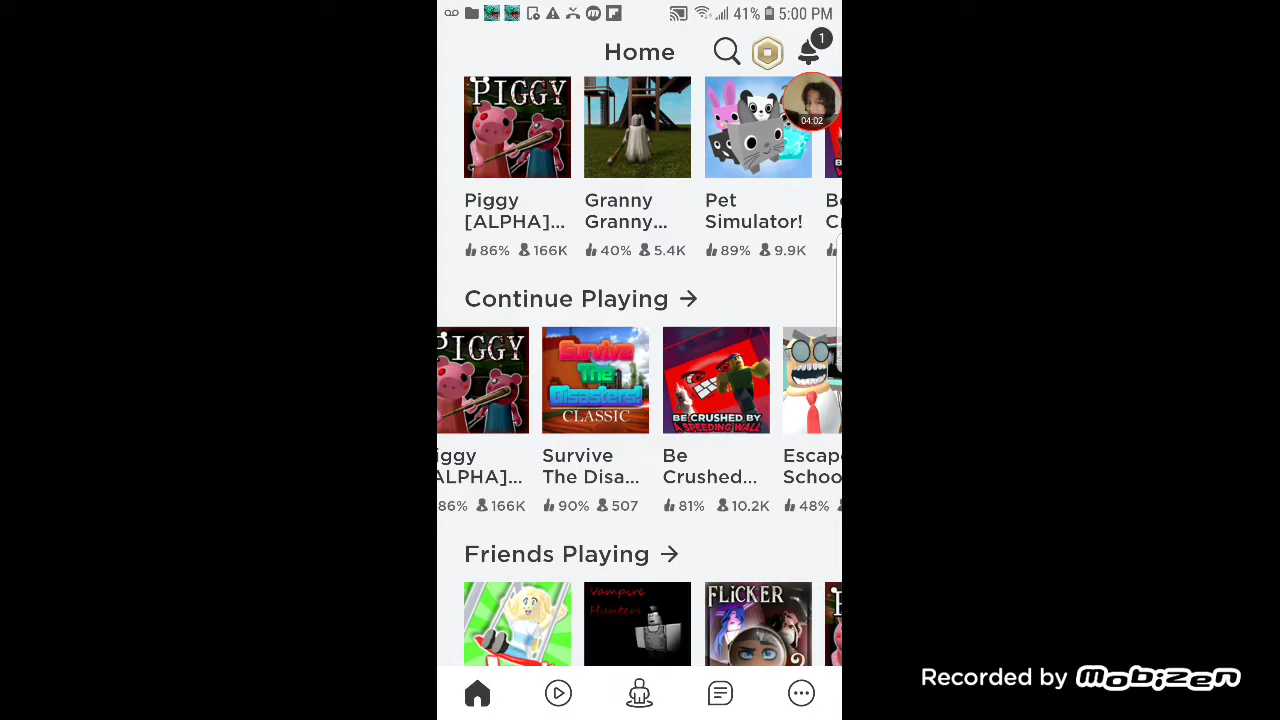 41% 5:00 PM
Home
1
04:02
PIGGY
Piggy
[ALPHA]...
86% 166K
Granny
Granny...
40% 5.4K
Pet
Simulator!
89% 9.9K
Continue Playing →
PIGGY
iggy
ALPHA]...
86% 166K
Survive
The
Disasters!
CLASSIC
Survive
The Disa...
90% 507
BE CRUSHED BY
A SPEEDING WALL
Be
Crushed...
81% 10.2K
Escap
Schoo
48%
Friends Playing →
Vampire
Hunters
FLICKER
Recorded by mobizen